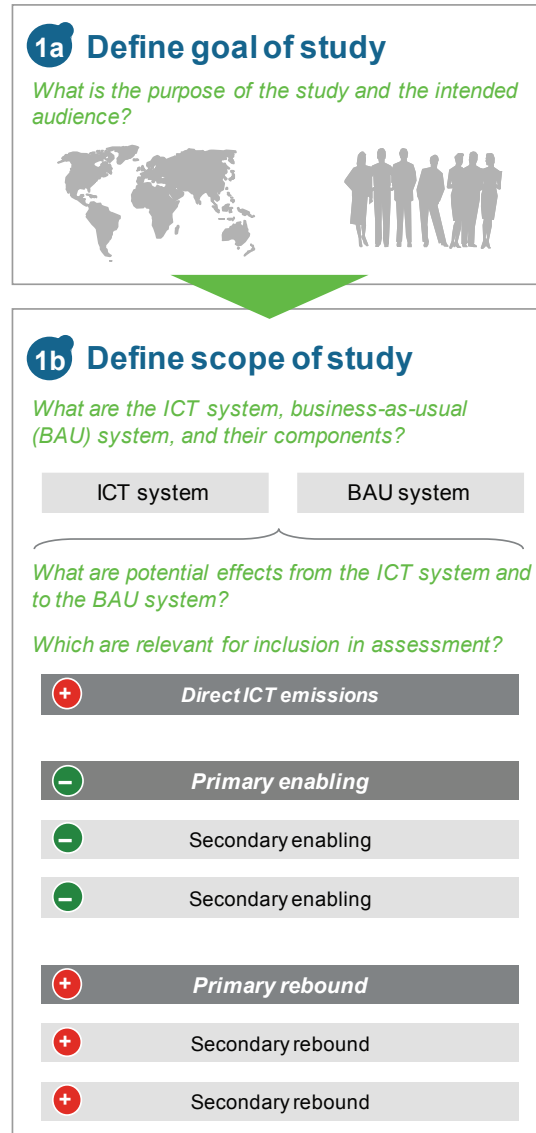 1a Define goal of study
What is the purpose of the study and the intended
audience?
1b Define scope of study
What are the ICT system, business-as-usual
(BAU) system, and their components?
ICT system BAU system
What are potential effects from the ICT system and
to the BAU system?
Which are relevant for inclusion in assessment?
+ Direct ICT emissions
– Primary enabling
– Secondary enabling
– Secondary enabling
+ Primary rebound
+ Secondary rebound
+ Secondary rebound